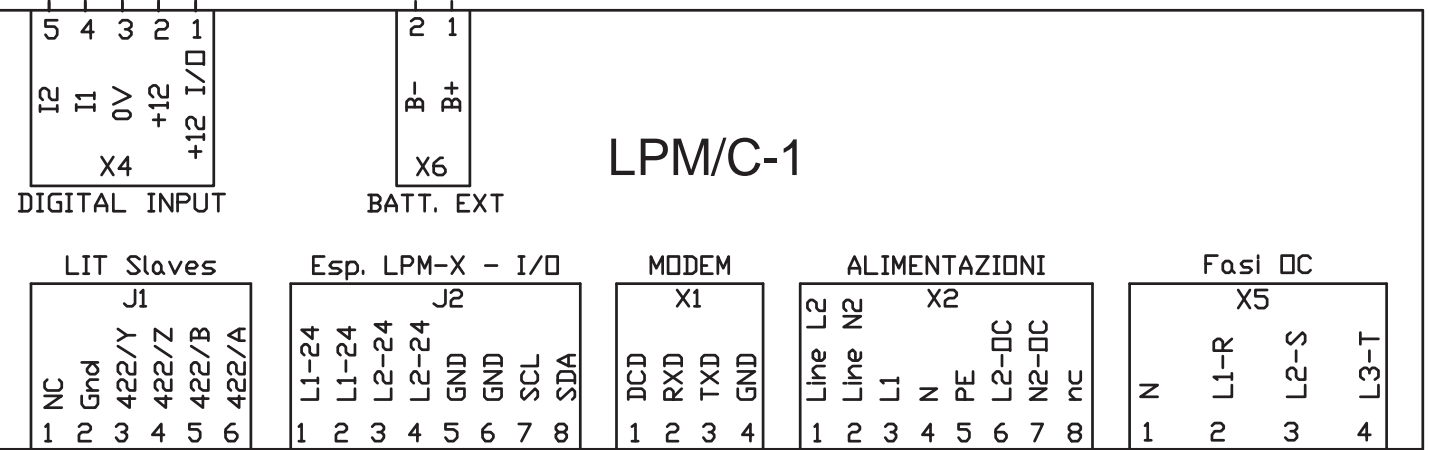 5 4 3 2 1
I2 I1 0V +12 +12 I/O
X4
DIGITAL INPUT
2 1
B- B+
X6
BATT. EXT
LPM/C-1
LIT Slaves
J1
NC Gnd 422/Y 422/Z 422/B 422/A
1 2 3 4 5 6
Esp. LPM-X - I/O
J2
L1-24 L1-24 L2-24 L2-24 GND GND SCL SDA
1 2 3 4 5 6 7 8
MODEM
X1
DCD RXD TXD GND
1 2 3 4
ALIMENTAZIONI
X2
Line L2 Line N2 L1 N PE L2-OC N2-OC nc
1 2 3 4 5 6 7 8
Fasi OC
X5
N L1-R L2-S L3-T
1 2 3 4